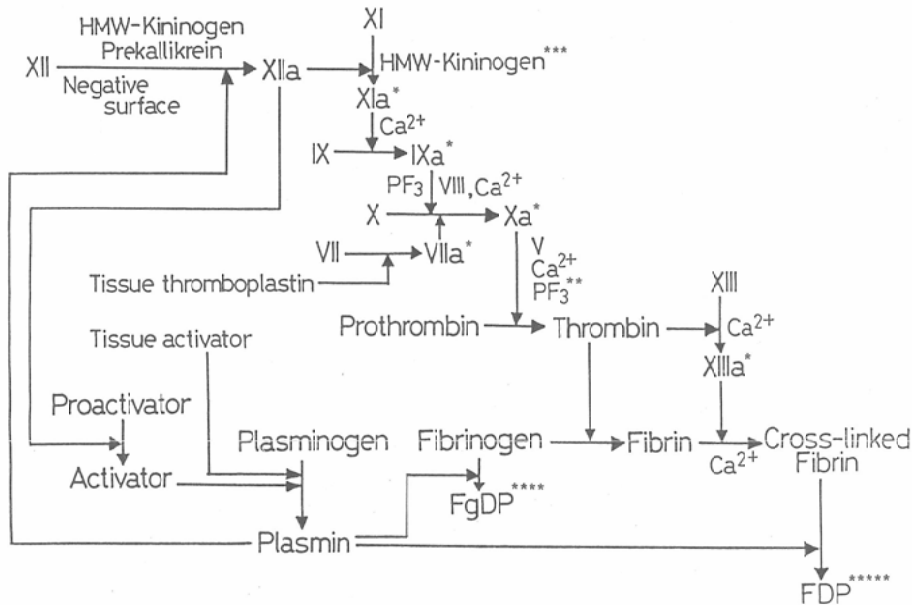 XI
HMW-Kininogen
Prekallikrein
XII
XIIa
HMW-Kininogen***
Negative
surface
XIa*
Ca2+
IX
IXa*
PF3
VIII, Ca2+
X
Xa*
VII
VIIa*
V
Ca2+
PF3**
Tissue thromboplastin
XIII
Prothrombin
Thrombin
Ca2+
Tissue activator
XIIIa*
Proactivator
Plasminogen
Fibrinogen
Fibrin
Cross-linked
Fibrin
Ca2+
Activator
FgDP****
Plasmin
FDP*****